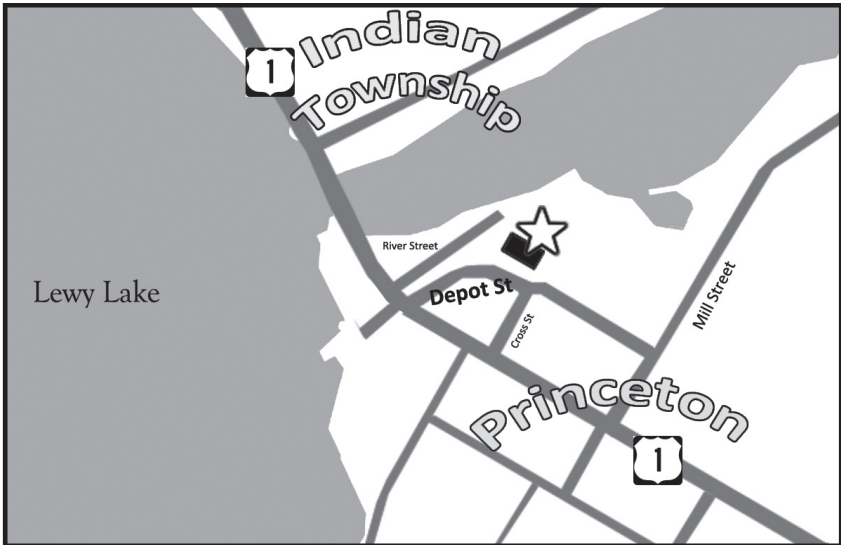 1
Indian
Township
River Street
Lewy Lake
Depot St
Mill Street
Cross St
Princeton
1